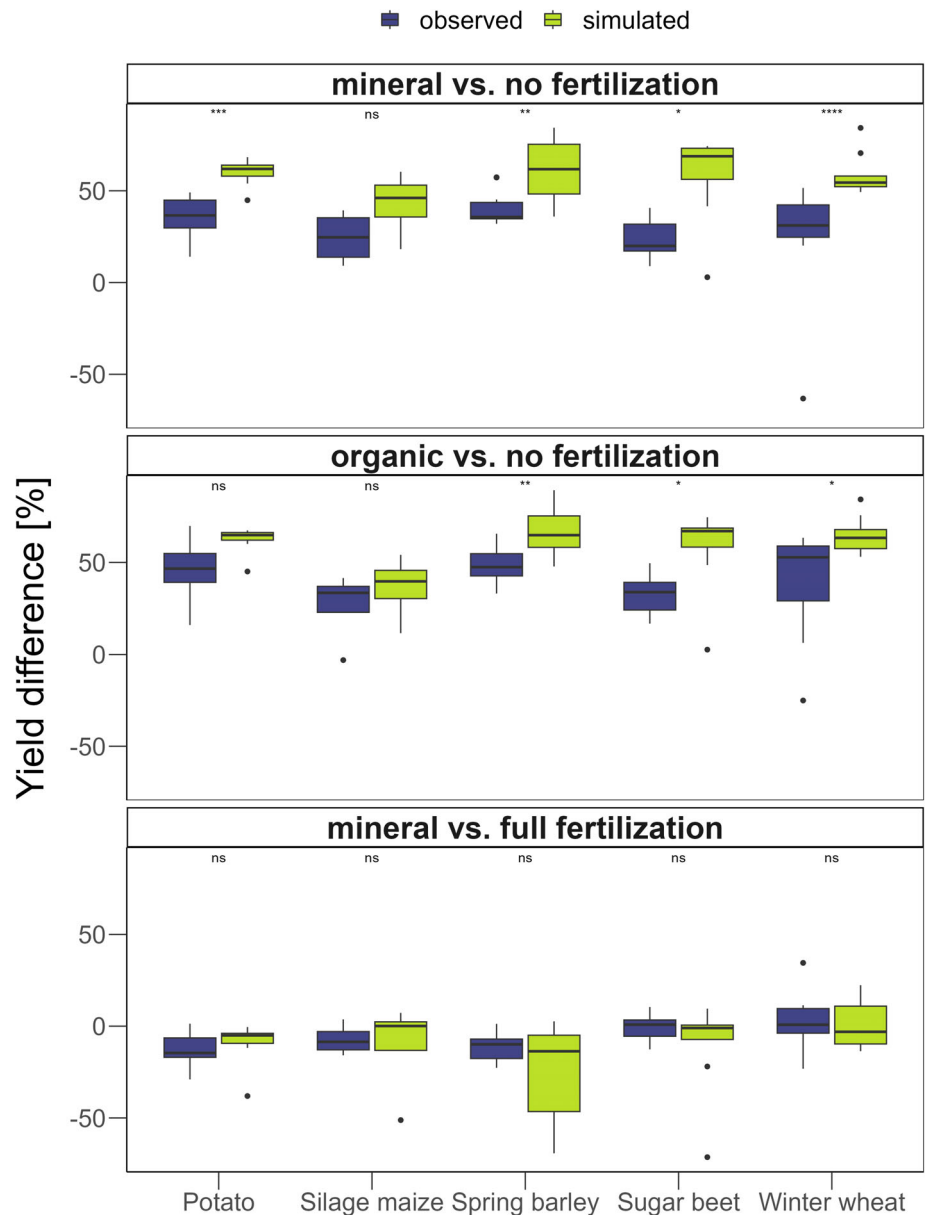 observed simulated
mineral vs. no fertilization
*** ns ** * ****
50
0
-50
organic vs. no fertilization
ns ns ** * *
50
0
-50
Yield difference [%]
mineral vs. full fertilization
ns ns ns ns ns
50
0
-50
Potato Silage maize Spring barley Sugar beet Winter wheat